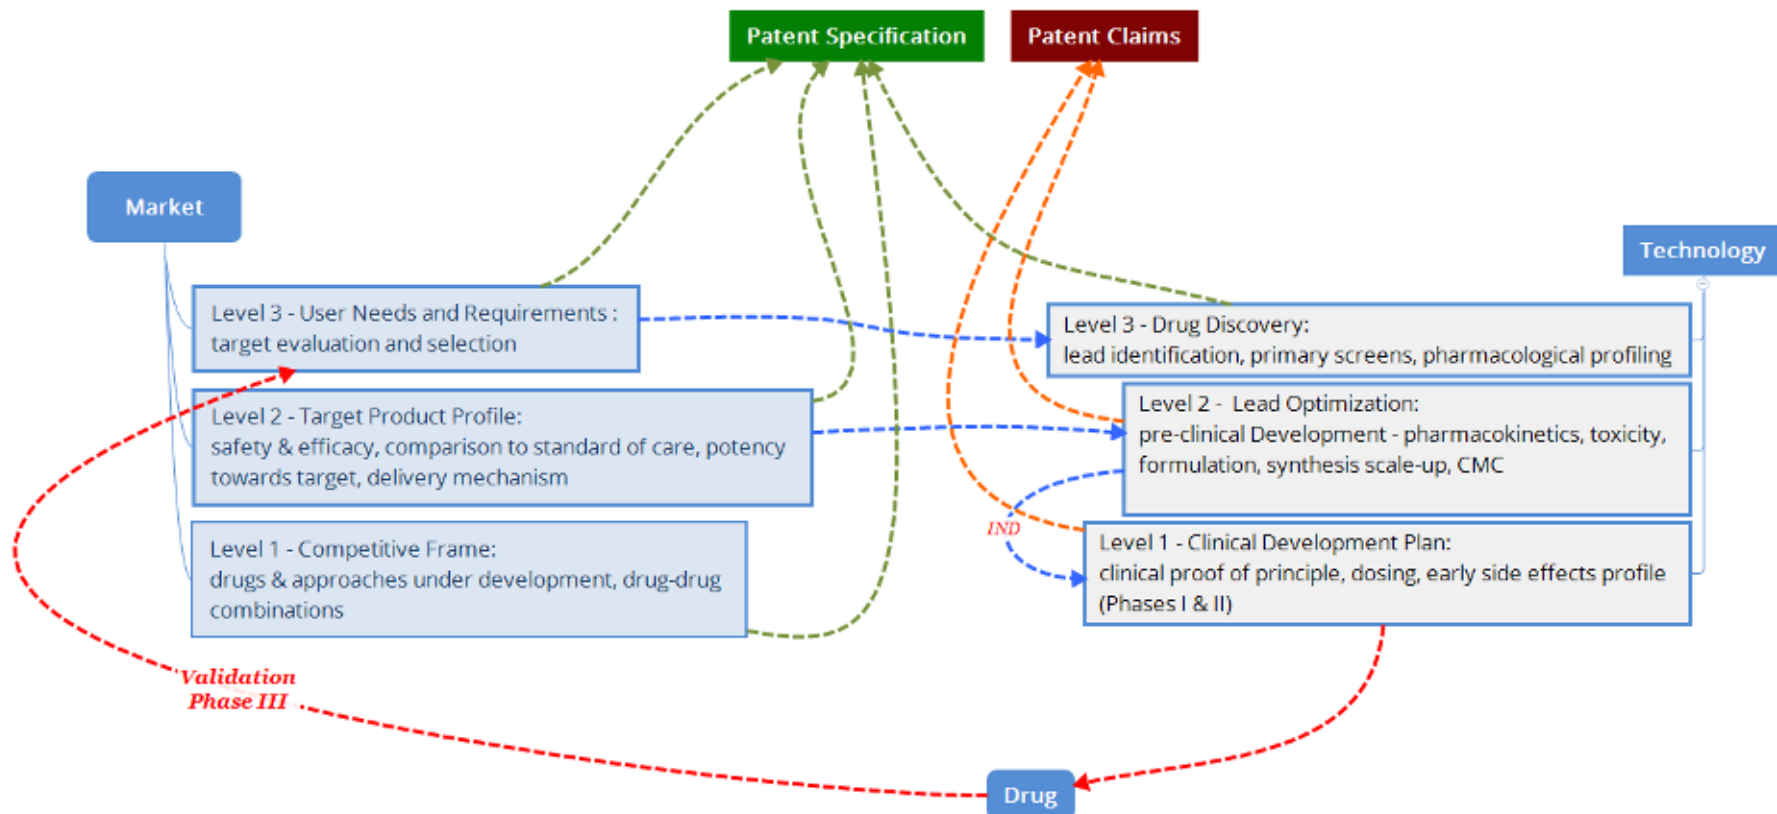 Patent Specification
Patent Claims
Market
Technology
Level 3 - User Needs and Requirements :
target evaluation and selection
Level 3 - Drug Discovery:
lead identification, primary screens, pharmacological profiling
Level 2 - Target Product Profile:
safety & efficacy, comparison to standard of care, potency
towards target, delivery mechanism
Level 2 -  Lead Optimization:
pre-clinical Development - pharmacokinetics, toxicity,
formulation, synthesis scale-up, CMC
IND
Level 1 - Competitive Frame:
drugs & approaches under development, drug-drug
combinations
Level 1 - Clinical Development Plan:
clinical proof of principle, dosing, early side effects profile
(Phases I & II)
Validation
Phase III
Drug